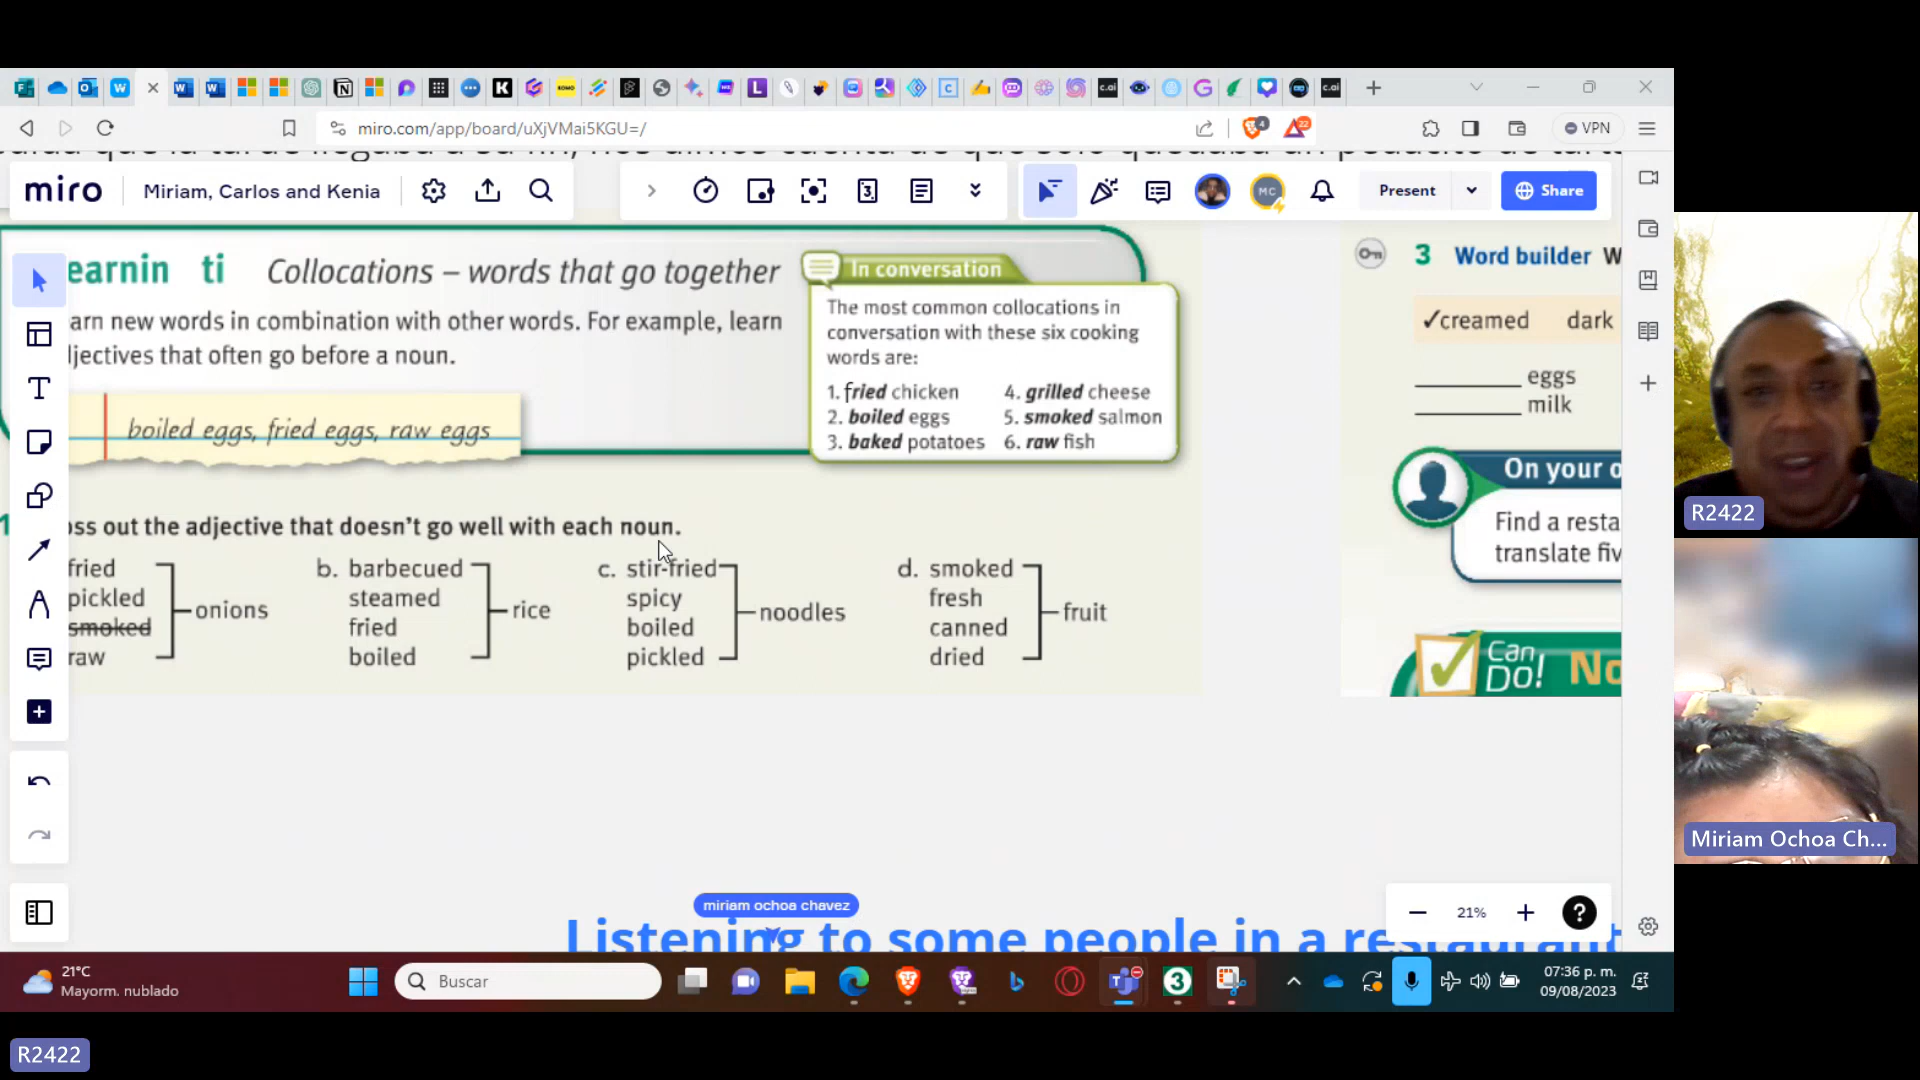 miro.com/app/board/uXjVMai5KGU=/
VPN
miro
Miriam, Carlos and Kenia
MC
Present
Share
earnin ti Collocations – words that go together
arn new words in combination with other words. For example, learn
jectives that often go before a noun.
boiled eggs, fried eggs, raw eggs
In conversation
The most common collocations in
conversation with these six cooking
words are:
1. fried chicken 4. grilled cheese
2. boiled eggs 5. smoked salmon
3. baked potatoes 6. raw fish
1 oss out the adjective that doesn't go well with each noun.
fried
pickled
smoked
raw
onions
b. barbecued
steamed
fried
boiled
rice
c. stir-fried
spicy
boiled
pickled
noodles
d. smoked
fresh
canned
dried
fruit
3 Word builder W
✓creamed dark
______ eggs
______ milk
On your o
Find a resta
translate fiv
Can
Do! No
miriam ochoa chavez
Listening to some people in a restaurant
21%
R2422
Miriam Ochoa Ch...
21°C
Mayorm. nublado
Buscar
07:36 p. m.
09/08/2023
R2422